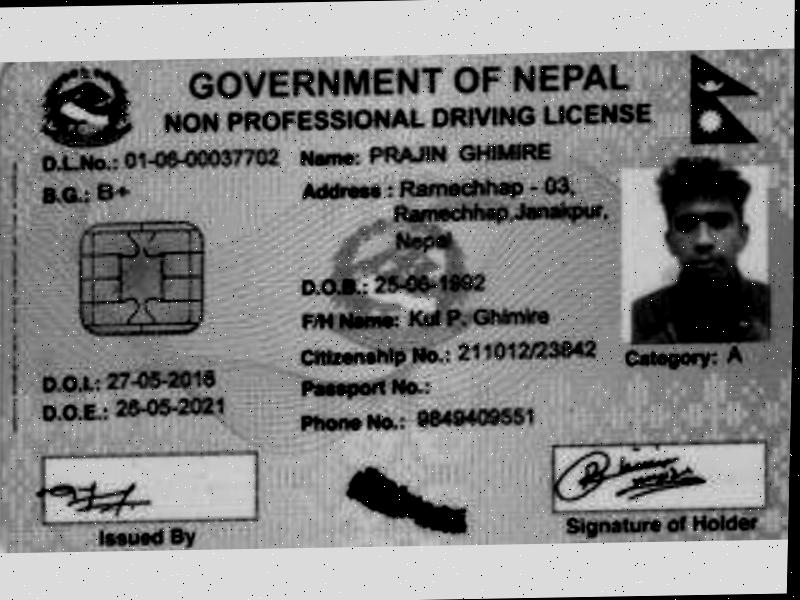 GOVERNMENT OF NEPAL
NON PROFESSIONAL DRIVING LICENSE
D.L.No.: 01-06-00037702
Name: PRAJIN GHIMIRE
B.G.: B+
Address : Ramechhap - 03,
Ramechhap,Janakpur,
Nepal
D.O.B.: 25-06-1992
F/H Name: Kul P. Ghimire
Citizenship No.: 211012/23842
Category: A
D.O.I.: 27-05-2016
Passport No.:
D.O.E.: 26-05-2021
Phone No.: 9849409551
Issued By
Signature of Holder